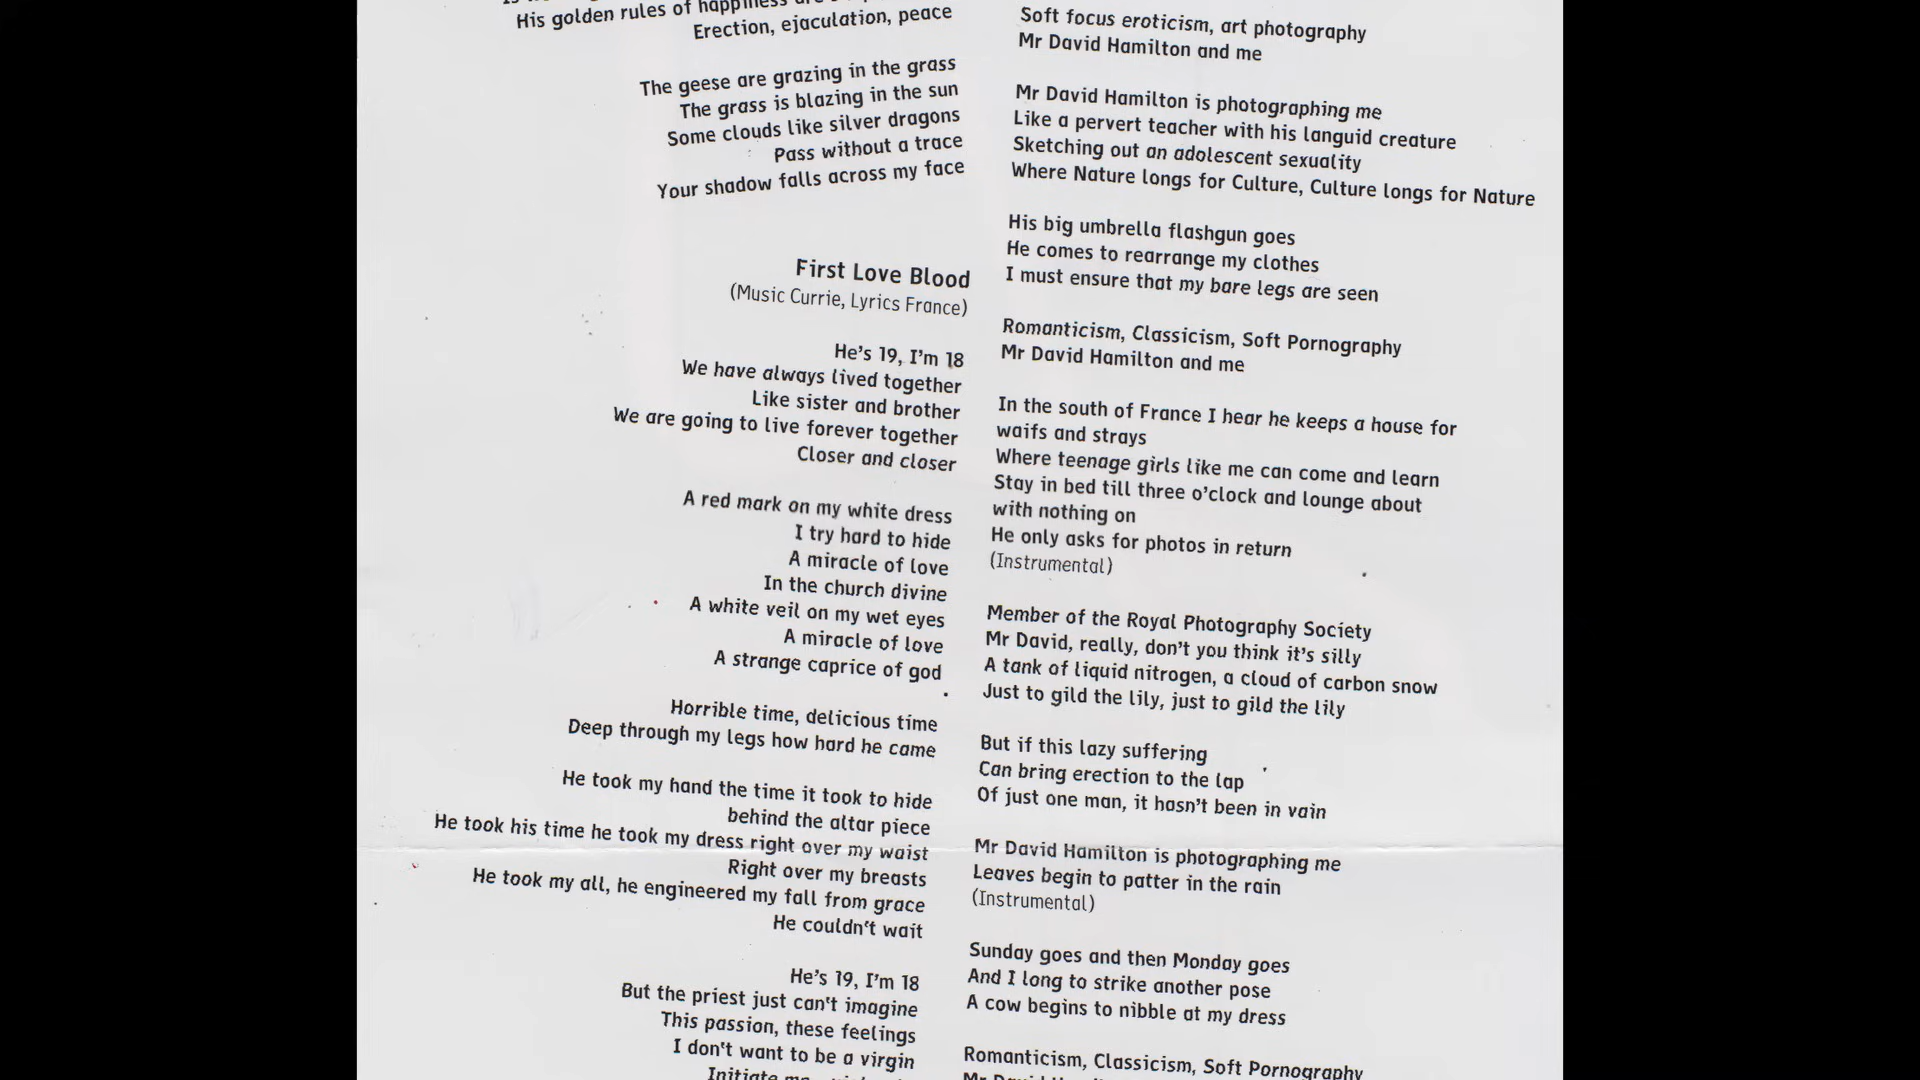 His golden rules of happiness are
Erection, ejaculation, peace
The geese are grazing in the grass
The grass is blazing in the sun
Some clouds like silver dragons
Pass without a trace
Your shadow falls across my face
First Love Blood
(Music Currie, Lyrics France)
He's 19, I'm 18
We have always lived together
Like sister and brother
We are going to live forever together
Closer and closer
A red mark on my white dress
I try hard to hide
A miracle of love
In the church divine
A white veil on my wet eyes
A miracle of love
A strange caprice of god
Horrible time, delicious time
Deep through my legs how hard he came
He took my hand the time it took to hide
behind the altar piece
He took his time he took my dress right over my waist
Right over my breasts
He took my all, he engineered my fall from grace
He couldn't wait
He's 19, I'm 18
But the priest just can't imagine
This passion, these feelings
I don't want to be a virgin
Initiate me
Soft focus eroticism, art photography
Mr David Hamilton and me
Mr David Hamilton is photographing me
Like a pervert teacher with his languid creature
Sketching out an adolescent sexuality
Where Nature longs for Culture, Culture longs for Nature
His big umbrella flashgun goes
He comes to rearrange my clothes
I must ensure that my bare legs are seen
Romanticism, Classicism, Soft Pornography
Mr David Hamilton and me
In the south of France I hear he keeps a house for
waifs and strays
Where teenage girls like me can come and learn
Stay in bed till three o'clock and lounge about
with nothing on
He only asks for photos in return
(Instrumental)
Member of the Royal Photography Society
Mr David, really, don't you think it's silly
A tank of liquid nitrogen, a cloud of carbon snow
Just to gild the lily, just to gild the lily
But if this lazy suffering
Can bring erection to the lap
Of just one man, it hasn't been in vain
Mr David Hamilton is photographing me
Leaves begin to patter in the rain
(Instrumental)
Sunday goes and then Monday goes
And I long to strike another pose
A cow begins to nibble at my dress
Romanticism, Classicism, Soft Pornography